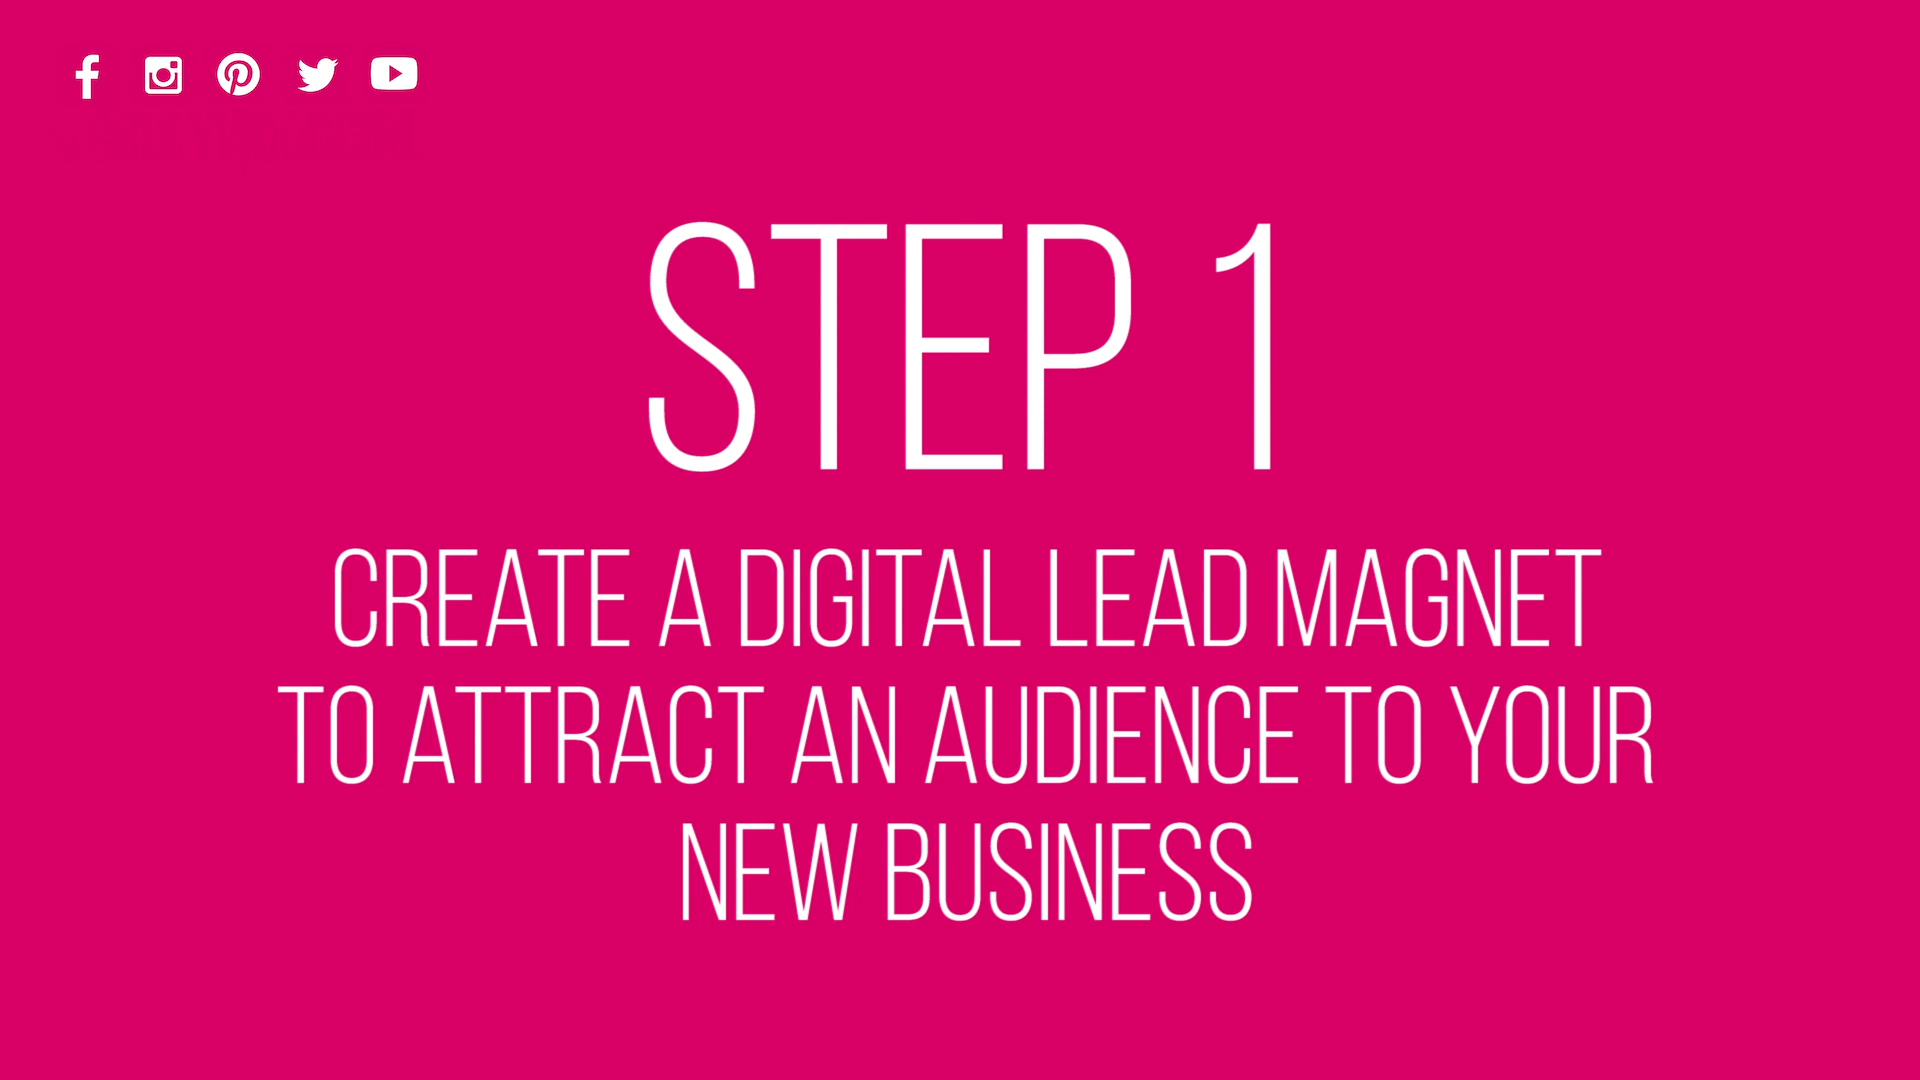 STEP 1
CREATE A DIGITAL LEAD MAGNET
TO ATTRACT AN AUDIENCE TO YOUR
NEW BUSINESS